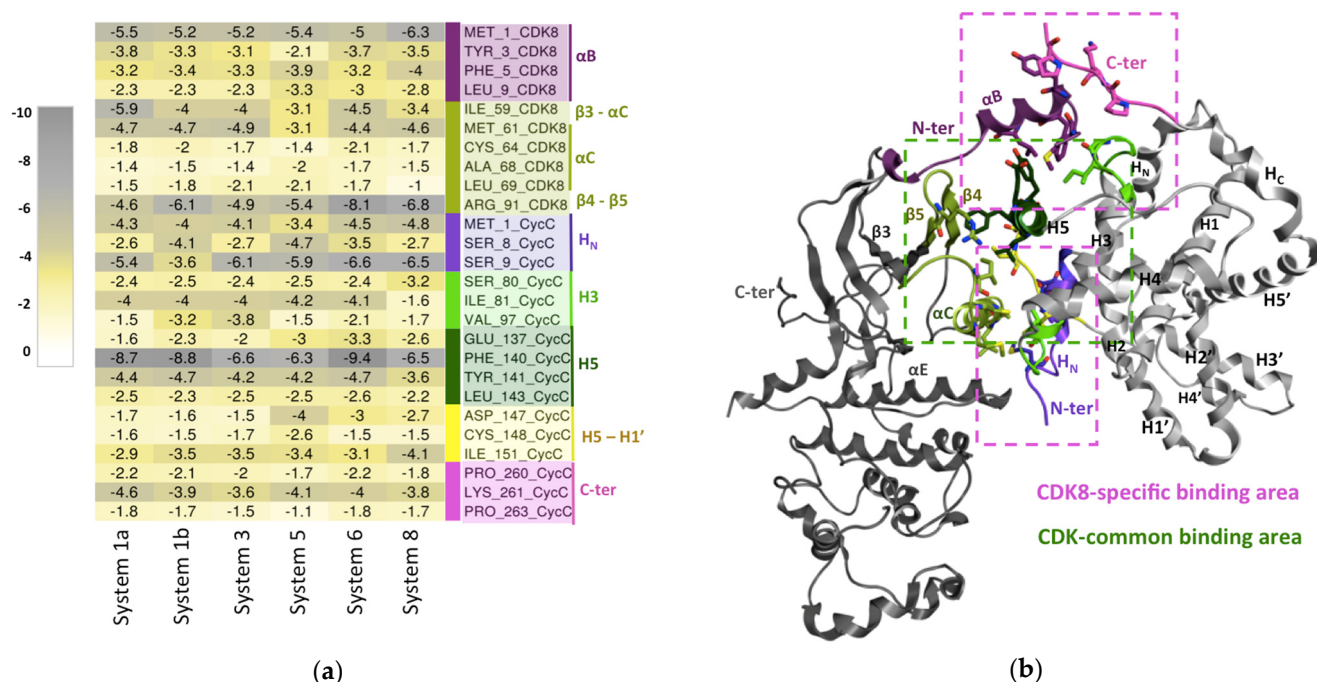 -5.5 -5.2 -5.2 -5.4 -5 -6.3 MET_1_CDK8
-3.8 -3.3 -3.1 -2.1 -3.7 -3.5 TYR_3_CDK8
αB
-3.2 -3.4 -3.3 -3.9 -3.2 -4 PHE_5_CDK8
-2.3 -2.3 -2.3 -3.3 -3 -2.8 LEU_9_CDK8
-5.9 -4 -4 -3.1 -4.5 -3.4 ILE_59_CDK8 β3 - αC
-4.7 -4.7 -4.9 -3.1 -4.4 -4.6 MET_61_CDK8
-1.8 -2 -1.7 -1.4 -2.1 -1.7 CYS_64_CDK8
αC
-1.4 -1.5 -1.4 -2 -1.7 -1.5 ALA_68_CDK8
-1.5 -1.8 -2.1 -2.1 -1.7 -1 LEU_69_CDK8
-4.6 -6.1 -4.9 -5.4 -8.1 -6.8 ARG_91_CDK8 β4 - β5
-4.3 -4 -4 -3.4 -4.5 -4.8 MET_1_CycC
-2.6 -4.1 -2.7 -4.7 -3.5 -2.7 SER_8_CycC HN
-5.4 -3.6 -6.1 -5.9 -6.6 -6.5 SER_9_CycC
-2.4 -2.5 -2.4 -2.5 -2.4 -3.2 SER_80_CycC
-4 -4 -4 -4.2 -4.1 -1.6 ILE_81_CycC H3
-1.5 -3.2 -3.8 -1.5 -2.1 -1.7 VAL_97_CycC
-1.6 -2.3 -2 -3 -3.3 -2.6 GLU_137_CycC
-8.7 -8.8 -6.6 -6.3 -9.4 -6.5 PHE_140_CycC H5
-4.4 -4.7 -4.2 -4.2 -4.7 -3.6 TYR_141_CycC
-2.5 -2.3 -2.5 -2.5 -2.6 -2.2 LEU_143_CycC
-1.7 -1.6 -1.5 -4 -3 -2.7 ASP_147_CycC
-1.6 -1.5 -1.7 -2.6 -1.5 -1.5 CYS_148_CycC H5 – H1’
-2.9 -3.5 -3.5 -3.4 -3.1 -4.1 ILE_151_CycC
-2.2 -2.1 -2 -1.7 -2.2 -1.8 PRO_260_CycC
-4.6 -3.9 -3.6 -4.1 -4 -3.8 LYS_261_CycC C-ter
-1.8 -1.7 -1.5 -1.1 -1.8 -1.7 PRO_263_CycC
-10
-8
-6
-4
-2
0
System 1a
System 1b
System 3
System 5
System 6
System 8
(a)
C-ter
αB
N-ter
HN
HC
β4
β5
H1
H5
β3
H3
H4
C-ter
H5’
αC
H2
H2’
H3’
HN
αE
H4’
N-ter
H1’
CDK8-specific binding area
CDK-common binding area
(b)